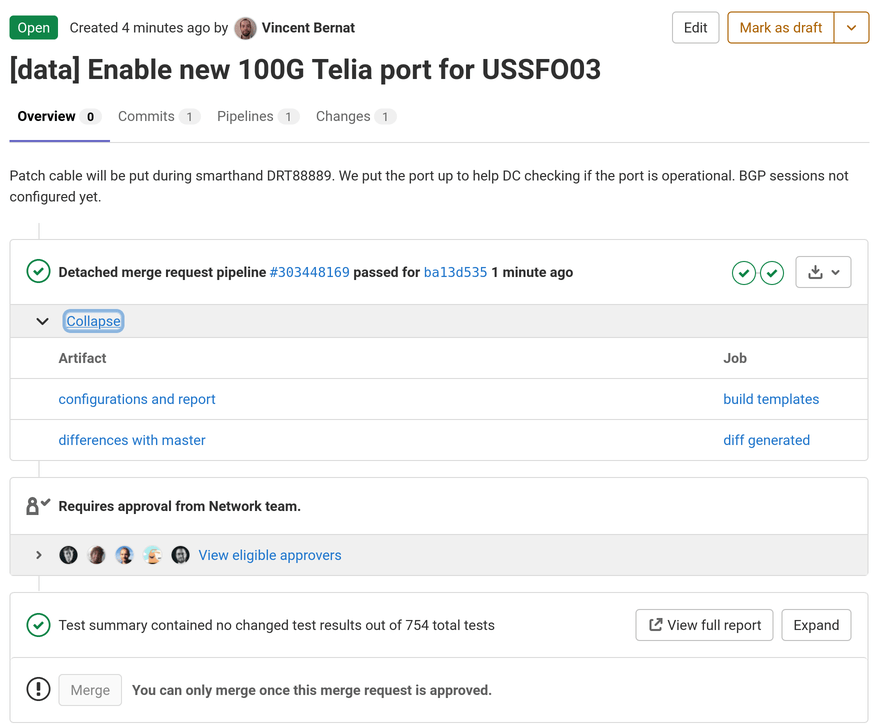 Open Created 4 minutes ago by Vincent Bernat Edit Mark as draft
[data] Enable new 100G Telia port for USSFO03
Overview 0 Commits 1 Pipelines 1 Changes 1
Patch cable will be put during smarthand DRT88889. We put the port up to help DC checking if the port is operational. BGP sessions not
configured yet.
Detached merge request pipeline #303448169 passed for ba13d535 1 minute ago
Collapse
Artifact Job
configurations and report build templates
differences with master diff generated
Requires approval from Network team.
View eligible approvers
Test summary contained no changed test results out of 754 total tests View full report Expand
Merge You can only merge once this merge request is approved.